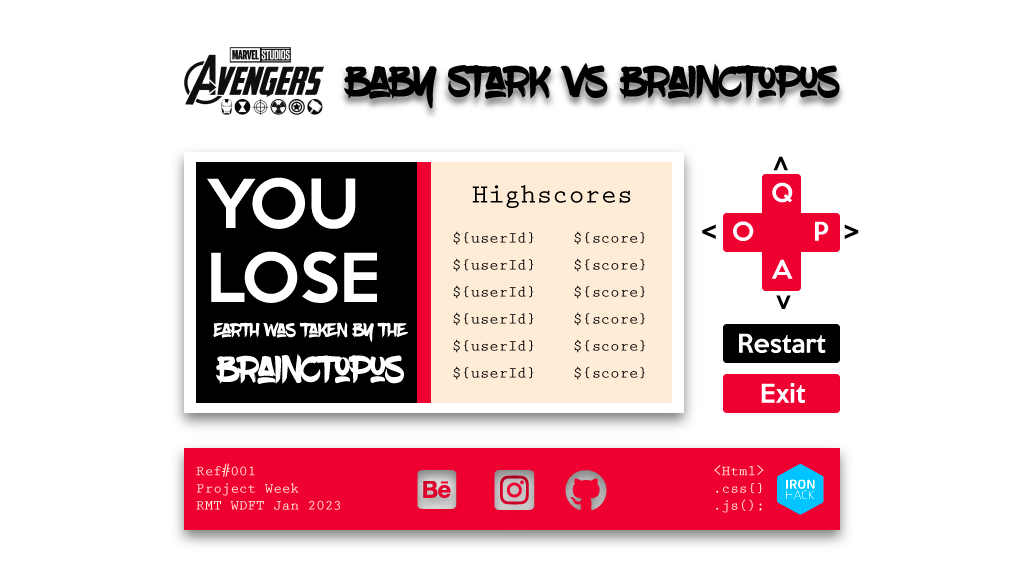 MARVEL STUDIOS
AVENGERS
BABY STARK VS BRAINCTOPUS
YOU
LOSE
EARTH WAS TAKEN BY THE
BRAINCTOPUS
Highscores
${userId} ${score}
${userId} ${score}
${userId} ${score}
${userId} ${score}
${userId} ${score}
${userId} ${score}
^
Q
< O P >
A
v
Restart
Exit
Ref#001
Project Week
RMT WDFT Jan 2023
Bē
<Html>
.css{}
.js();
IRON
HACK